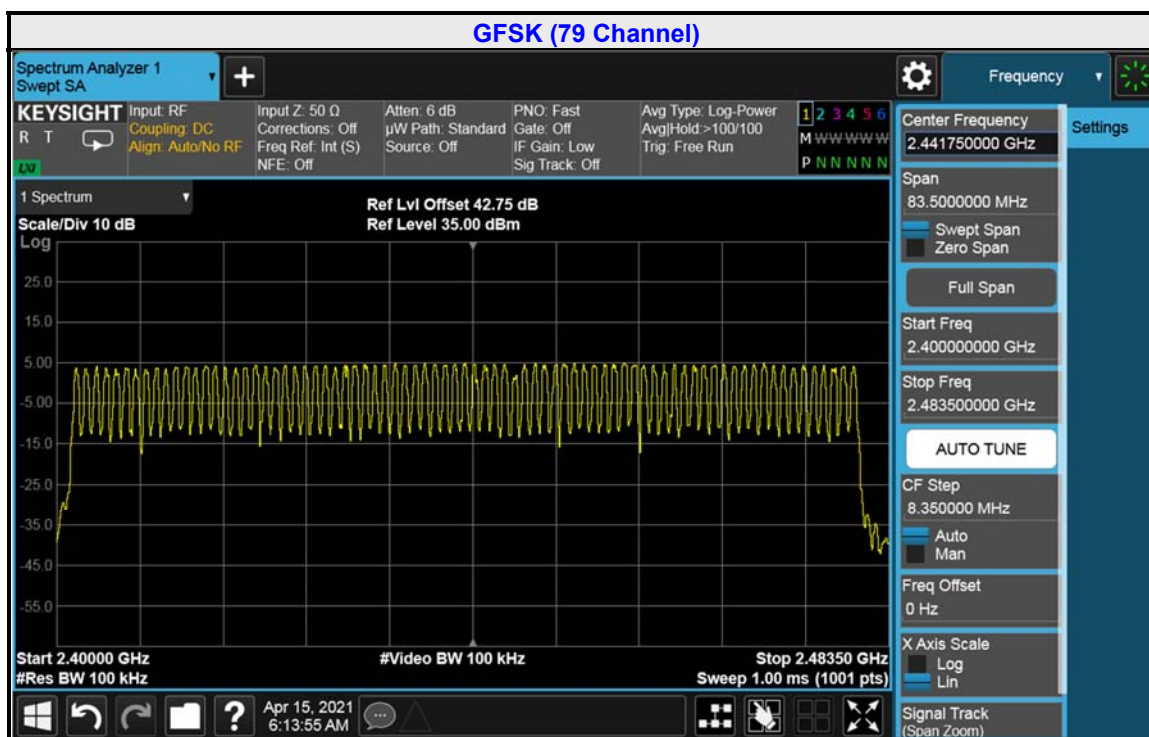 GFSK (79 Channel)
Spectrum Analyzer 1
Swept SA
+
Frequency
KEYSIGHT
R T
LXI
Input: RF
Coupling: DC
Align: Auto/No RF
Input Z: 50 Ω
Corrections: Off
Freq Ref: Int (S)
NFE: Off
Atten: 6 dB
µW Path: Standard
Source: Off
PNO: Fast
Gate: Off
IF Gain: Low
Sig Track: Off
Avg Type: Log-Power
Avg|Hold:>100/100
Trig: Free Run
1 2 3 4 5 6
M W W W W W W
P N N N N N
1 Spectrum
Scale/Div 10 dB
Ref Lvl Offset 42.75 dB
Ref Level 35.00 dBm
Log
25.0
15.0
5.00
-5.00
-15.0
-25.0
-35.0
-45.0
-55.0
Start 2.40000 GHz
#Res BW 100 kHz
#Video BW 100 kHz
Stop 2.48350 GHz
Sweep 1.00 ms (1001 pts)
?
Apr 15, 2021
6:13:55 AM
Center Frequency
2.441750000 GHz
Settings
Span
83.5000000 MHz
Swept Span
Zero Span
Full Span
Start Freq
2.400000000 GHz
Stop Freq
2.483500000 GHz
AUTO TUNE
CF Step
8.350000 MHz
Auto
Man
Freq Offset
0 Hz
X Axis Scale
Log
Lin
Signal Track
(Span Zoom)